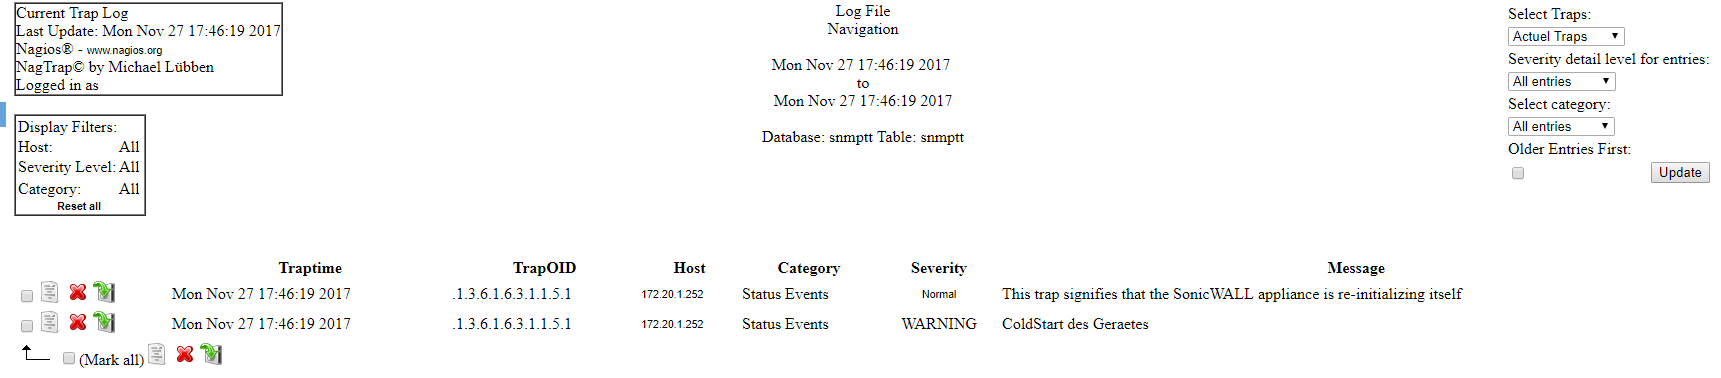 Current Trap Log
Last Update: Mon Nov 27 17:46:19 2017
Nagios® - www.nagios.org
NagTrap© by Michael Lübben
Logged in as
Display Filters:
Host: All
Severity Level: All
Category: All
Reset all
Log File
Navigation
Mon Nov 27 17:46:19 2017
to
Mon Nov 27 17:46:19 2017
Database: snmptt Table: snmptt
Select Traps:
Actuel Traps
Severity detail level for entries:
All entries
Select category:
All entries
Older Entries First:
Update
Traptime TrapOID Host Category Severity Message
Mon Nov 27 17:46:19 2017 .1.3.6.1.6.3.1.1.5.1 172.20.1.252 Status Events Normal This trap signifies that the SonicWALL appliance is re-initializing itself
Mon Nov 27 17:46:19 2017 .1.3.6.1.6.3.1.1.5.1 172.20.1.252 Status Events WARNING ColdStart des Geraetes
(Mark all)